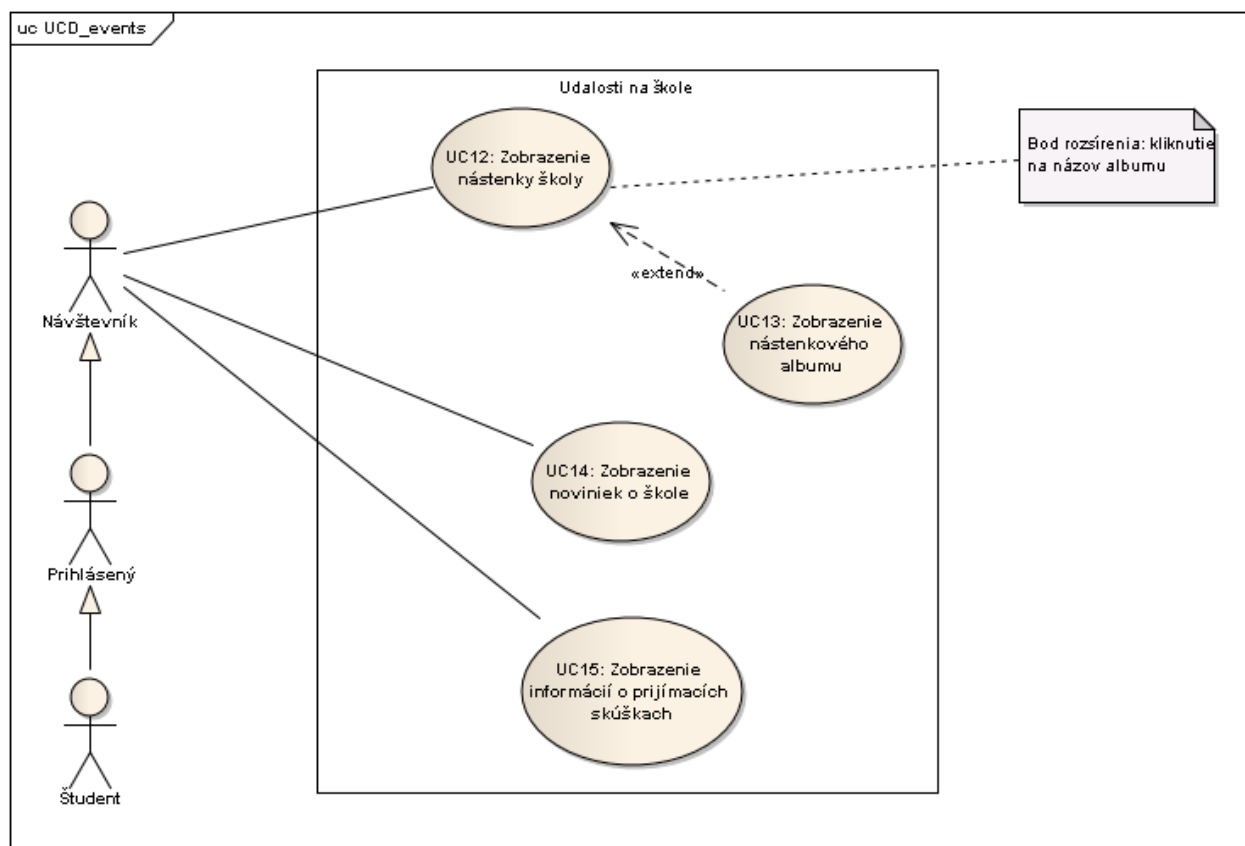 uc UCD_events
Udalosti na škole
UC12: Zobrazenie
nástenky školy
Bod rozsírenia: kliknutie
na názov albumu
«extend»
UC13: Zobrazenie
nástenkového
albumu
Návštevník
UC14: Zobrazenie
noviniek o škole
Prihlásený
UC15: Zobrazenie
informácií o prijímacích
skúškach
Študent